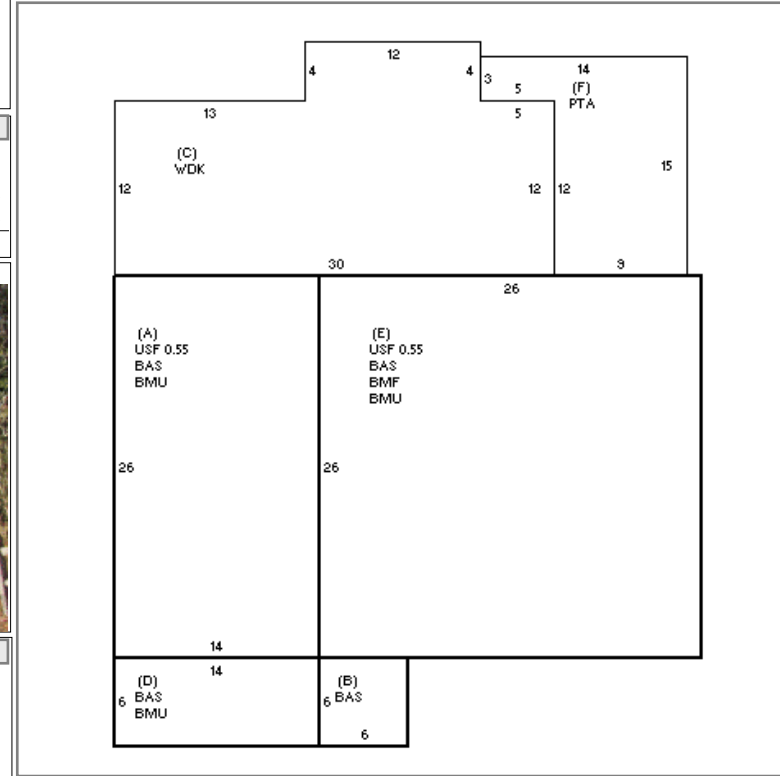 12
4
4
3
14
5
(F)
PTA
13
5
(C)
WDK
12
12
12
15
30
9
26
(A)
USF 0.55
BAS
BMU
(E)
USF 0.55
BAS
BMF
BMU
26
26
14
14
(D)
BAS
BMU
6
(B)
BAS
6
6